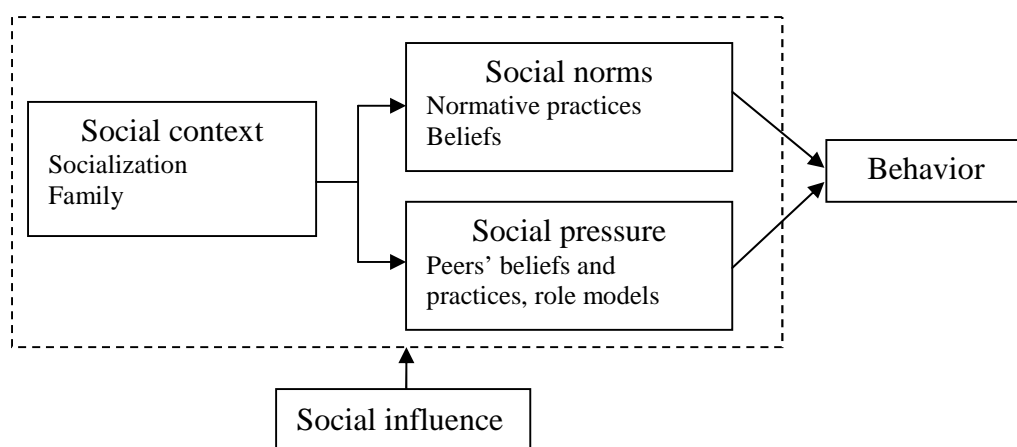 Social context
Socialization
Family
Social norms
Normative practices
Beliefs
Social pressure
Peers’ beliefs and
practices, role models
Behavior
Social influence